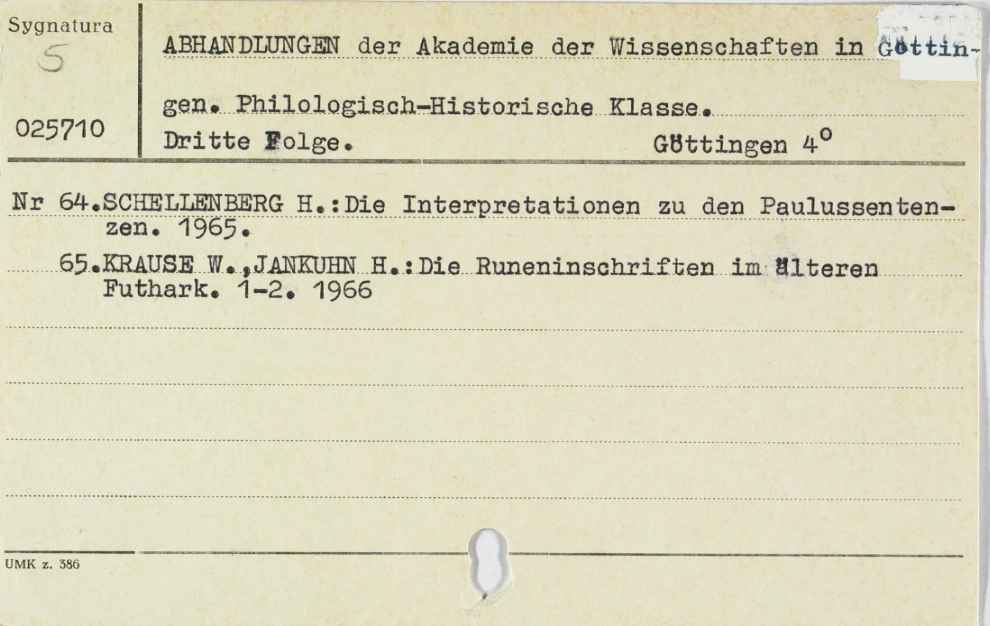 Sygnatura
S
025710
ABHANDLUNGEN der Akademie der Wissenschaften in Göttin-
gen. Philologisch-Historische Klasse.
Dritte Folge. Göttingen 4⁰
Nr 64.SCHELLENBERG H.:Die Interpretationen zu den Paulussenten-
zen. 1965.
65.KRAUSE W.,JANKUHN H.:Die Runeninschriften im älteren
Futhark. 1-2. 1966
UMK z. 386